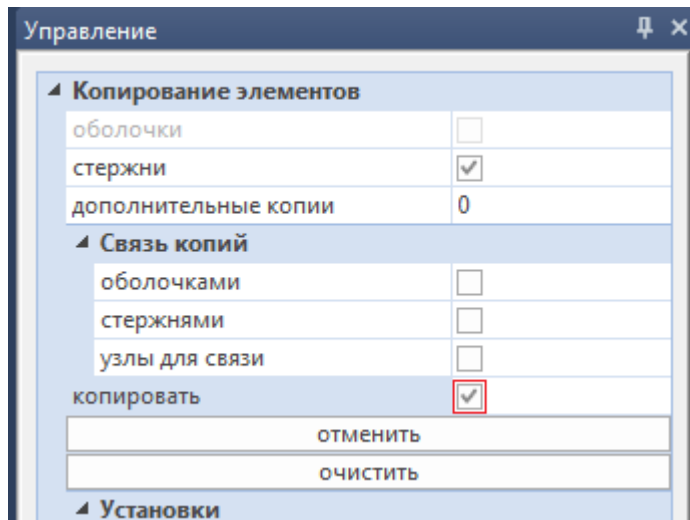 Управление
Копирование элементов
оболочки
стержни
дополнительные копии 0
Связь копий
оболочками
стержнями
узлы для связи
копировать
отменить
очистить
Установки